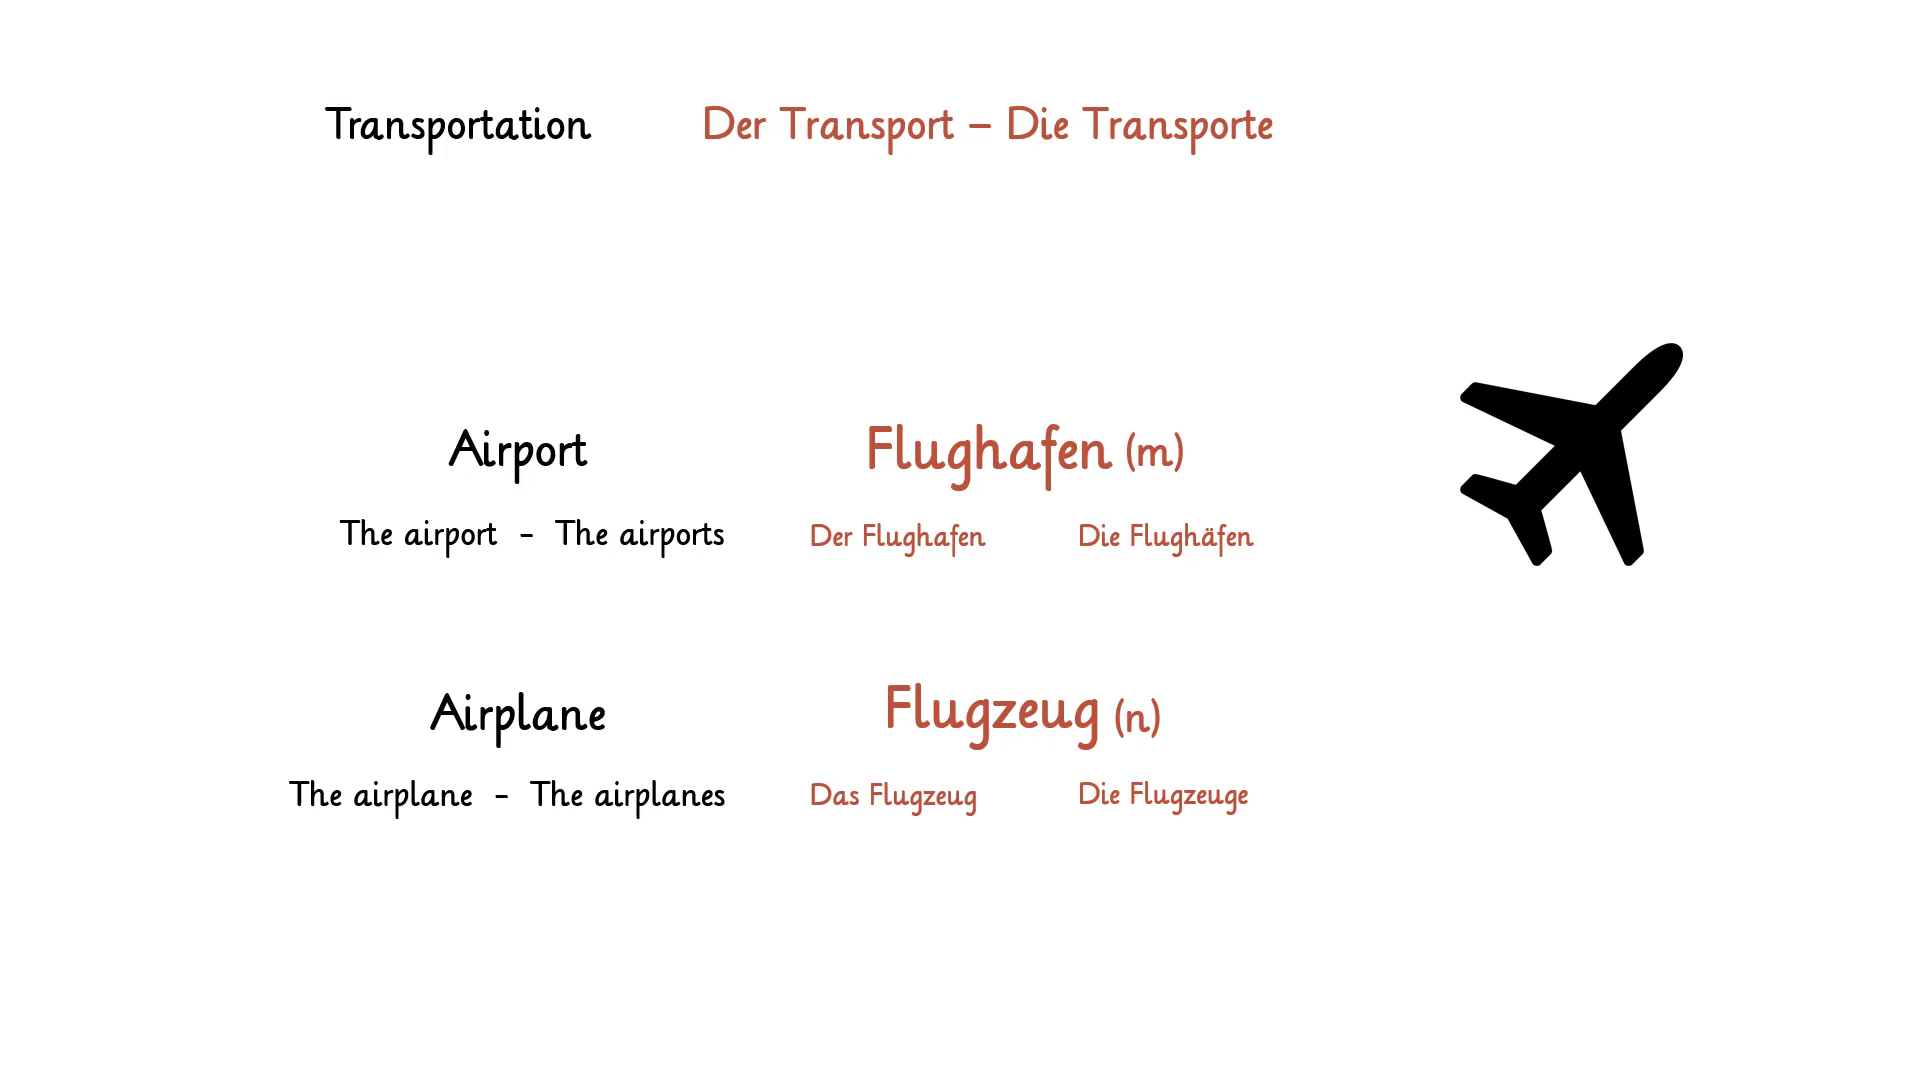 Transportation Der Transport – Die Transporte
Airport Flughafen (m)
The airport - The airports Der Flughafen Die Flughäfen
Airplane Flugzeug (n)
The airplane - The airplanes Das Flugzeug Die Flugzeuge